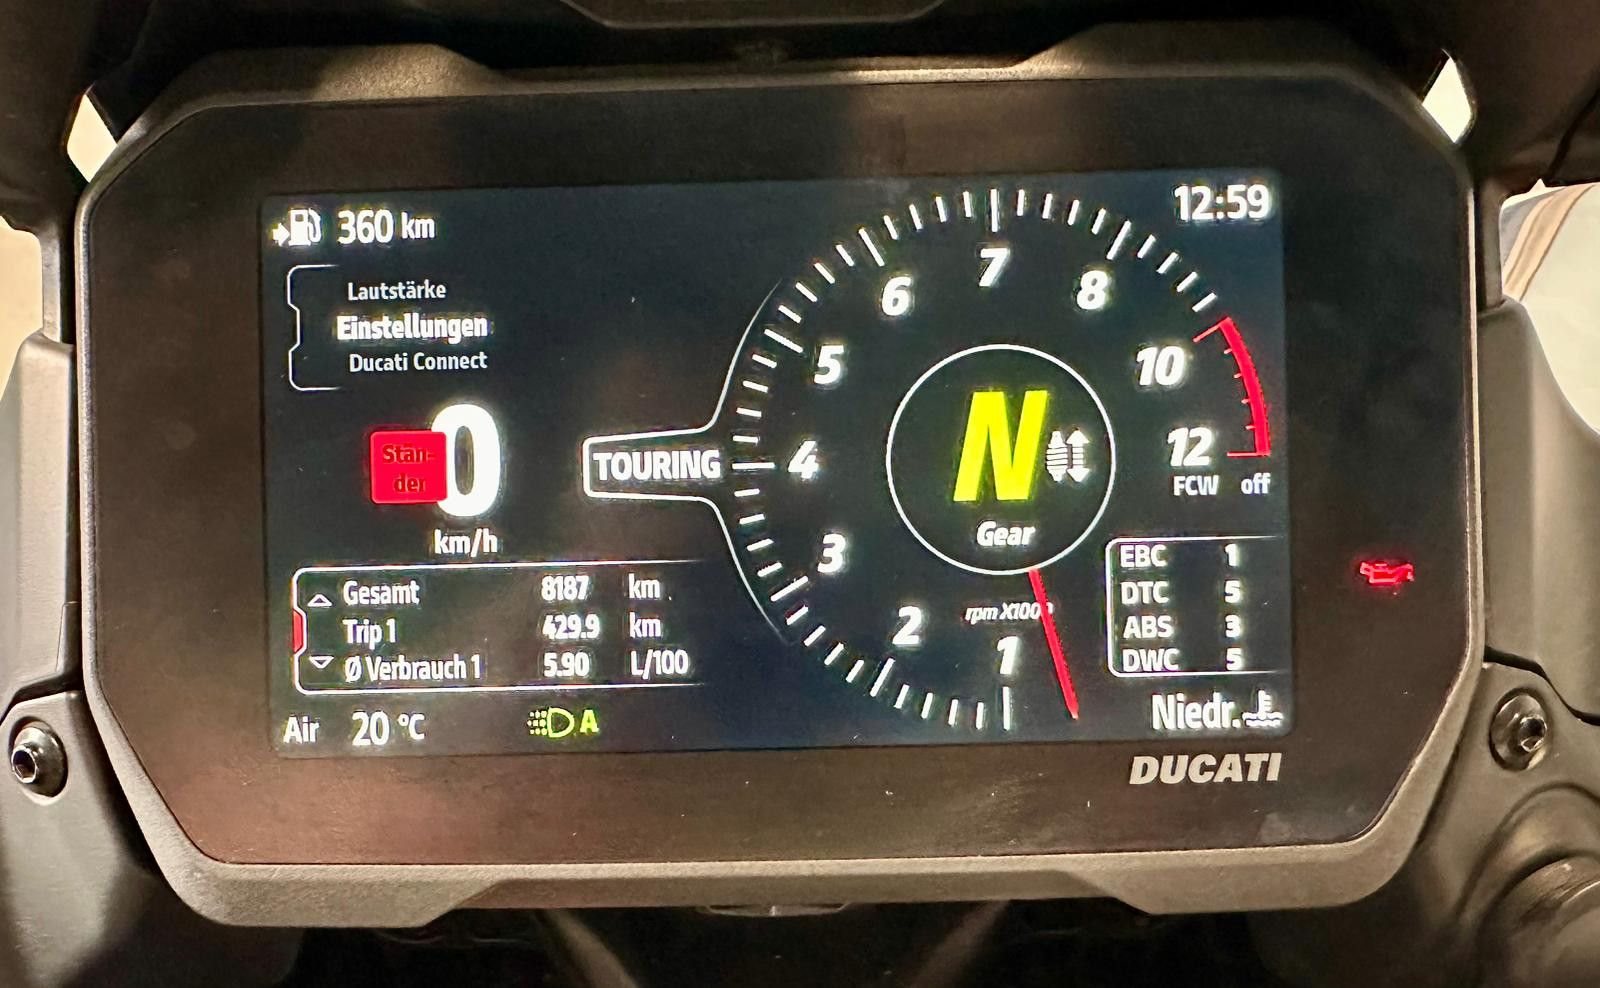 360 km
12:59
Lautstärke
Einstellungen
Ducati Connect
Stan-
der
0
km/h
TOURING
1
2
3
4
5
6
7
8
10
12
rpm X1000
N
Gear
FCW off
EBC 1
DTC 5
ABS 3
DWC 5
Gesamt 8187 km
Trip 1 429.9 km
Ø Verbrauch 1 5.90 L/100
Air 20 °C
A
Niedr.
DUCATI